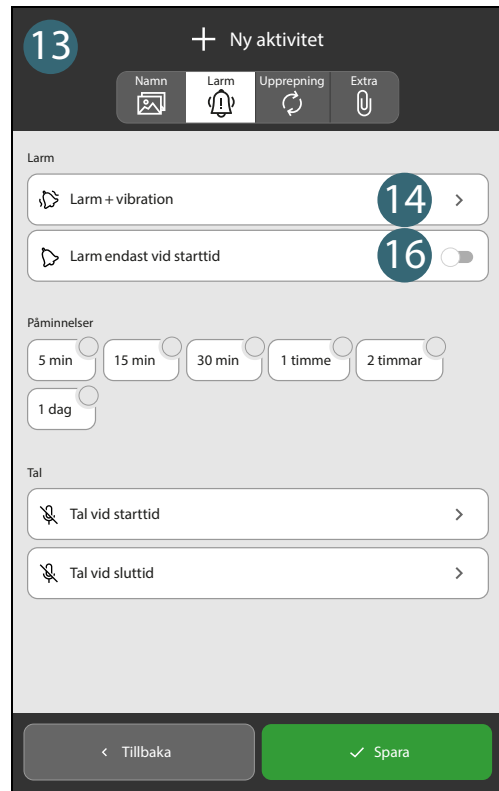 13
Ny aktivitet
Namn Larm Upprepning Extra
Larm
Larm + vibration 14
Larm endast vid starttid 16
Påminnelser
5 min 15 min 30 min 1 timme 2 timmar
1 dag
Tal
Tal vid starttid
Tal vid sluttid
Tillbaka Spara